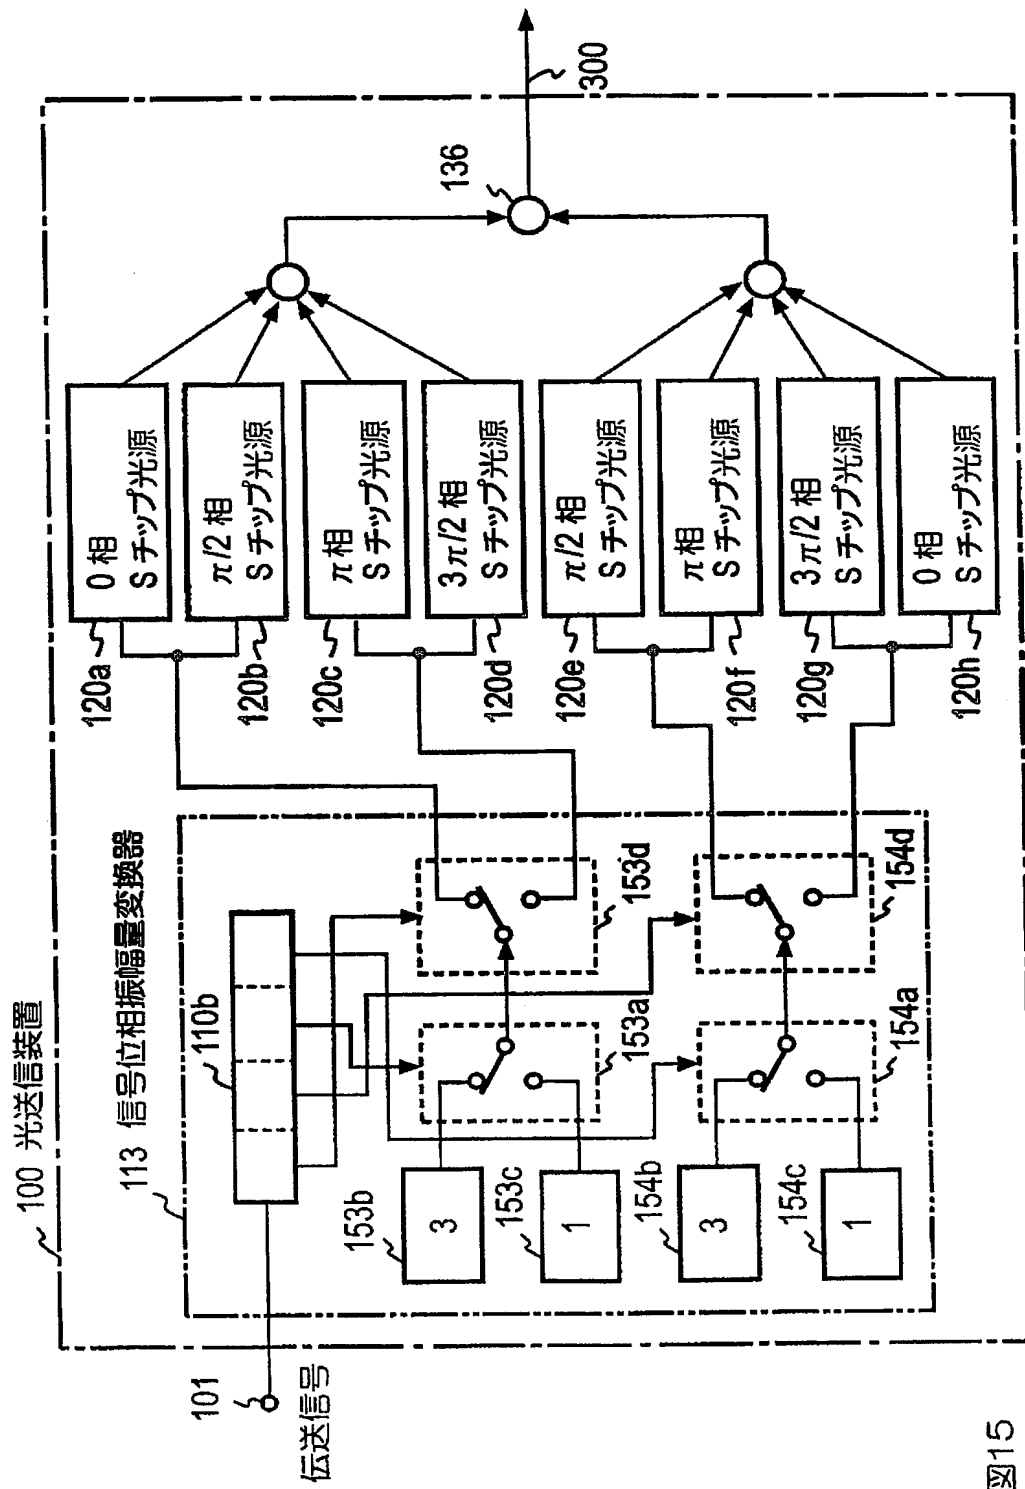 100 光送信装置
113 信号位相振幅量変換器
101
伝送信号
110b
153b
3
153c
1
154b
3
154c
1
153a
153d
154a
154d
120a
0相
Sチップ光源
120b
π/2相
Sチップ光源
120c
π相
Sチップ光源
120d
3π/2相
Sチップ光源
120e
π/2相
Sチップ光源
120f
π相
Sチップ光源
120g
3π/2相
Sチップ光源
120h
0相
Sチップ光源
136
300
図15